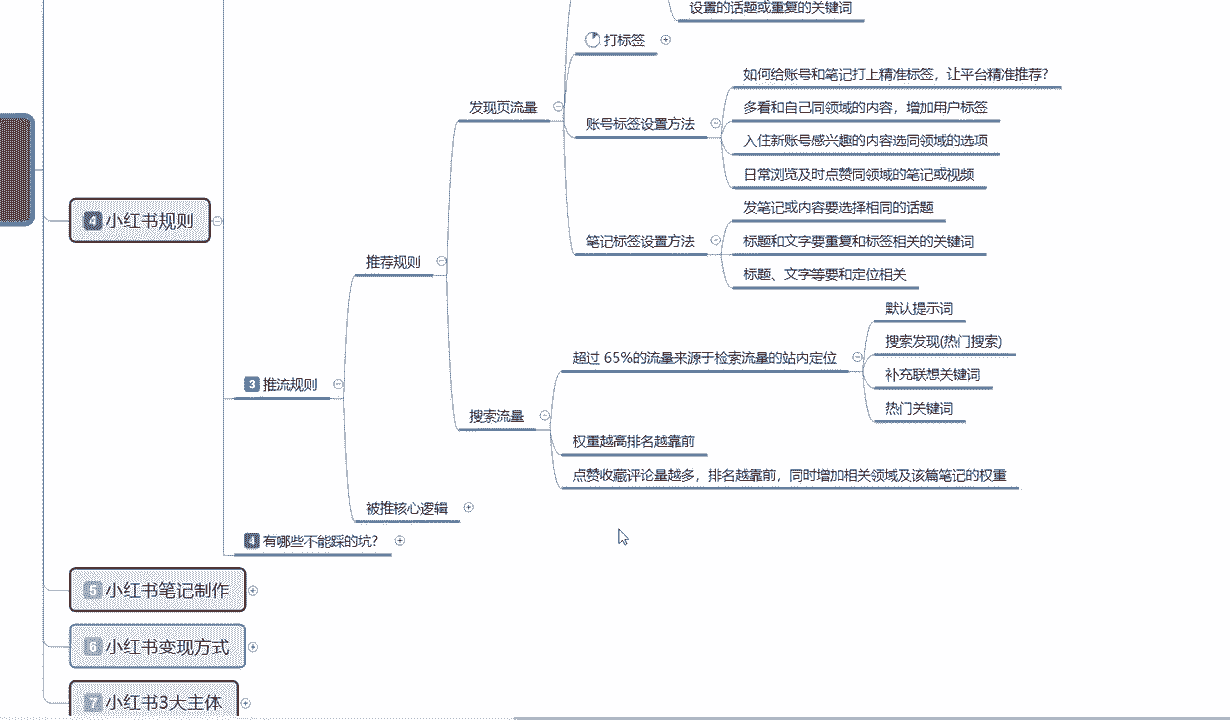 设置的话题或重复的关键词
打标签
如何给账号和笔记打上精准标签，让平台精准推荐?
发现页流量
多看和自己同领域的内容，增加用户标签
账号标签设置方法
入住新账号感兴趣的内容选同领域的选项
日常浏览及时点赞同领域的笔记或视频
发笔记或内容要选择相同的话题
4 小红书规则
笔记标签设置方法
标题和文字要重复和标签相关的关键词
推荐规则
标题、文字等要和定位相关
默认提示词
搜索发现(热门搜索)
超过 65%的流量来源于检索流量的站内定位
补充联想关键词
3 推流规则
热门关键词
搜索流量
权重越高排名越靠前
点赞收藏评论量越多，排名越靠前，同时增加相关领域及该篇笔记的权重
被推核心逻辑
4 有哪些不能踩的坑?
5 小红书笔记制作
6 小红书变现方式
7 小红书3大主体